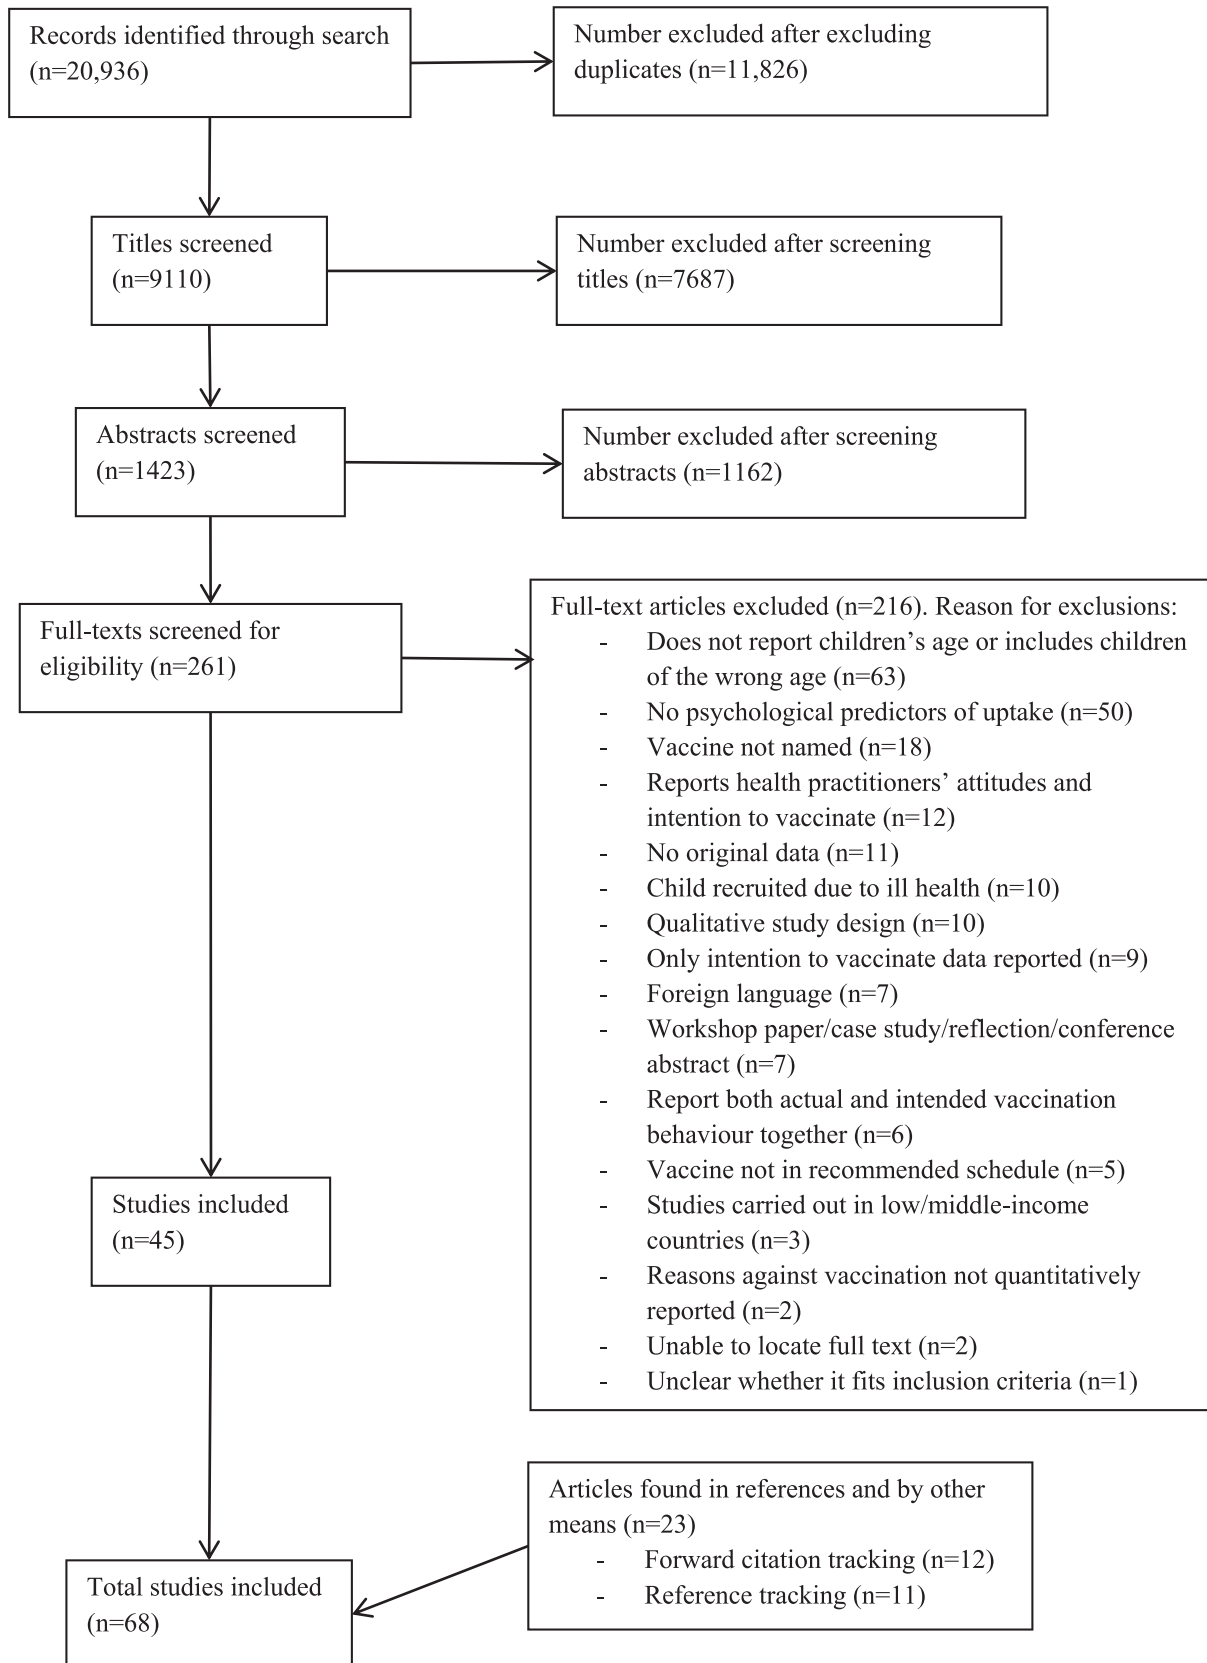 Records identified through search
(n=20,936)
Number excluded after excluding
duplicates (n=11,826)
Titles screened
(n=9110)
Number excluded after screening
titles (n=7687)
Abstracts screened
(n=1423)
Number excluded after screening
abstracts (n=1162)
Full-texts screened for
eligibility (n=261)
Full-text articles excluded (n=216). Reason for exclusions:
- Does not report children’s age or includes children
of the wrong age (n=63)
- No psychological predictors of uptake (n=50)
- Vaccine not named (n=18)
- Reports health practitioners’ attitudes and
intention to vaccinate (n=12)
- No original data (n=11)
- Child recruited due to ill health (n=10)
- Qualitative study design (n=10)
- Only intention to vaccinate data reported (n=9)
- Foreign language (n=7)
- Workshop paper/case study/reflection/conference
abstract (n=7)
- Report both actual and intended vaccination
behaviour together (n=6)
- Vaccine not in recommended schedule (n=5)
- Studies carried out in low/middle-income
countries (n=3)
- Reasons against vaccination not quantitatively
reported (n=2)
- Unable to locate full text (n=2)
- Unclear whether it fits inclusion criteria (n=1)
Studies included
(n=45)
Articles found in references and by other
means (n=23)
- Forward citation tracking (n=12)
- Reference tracking (n=11)
Total studies included
(n=68)